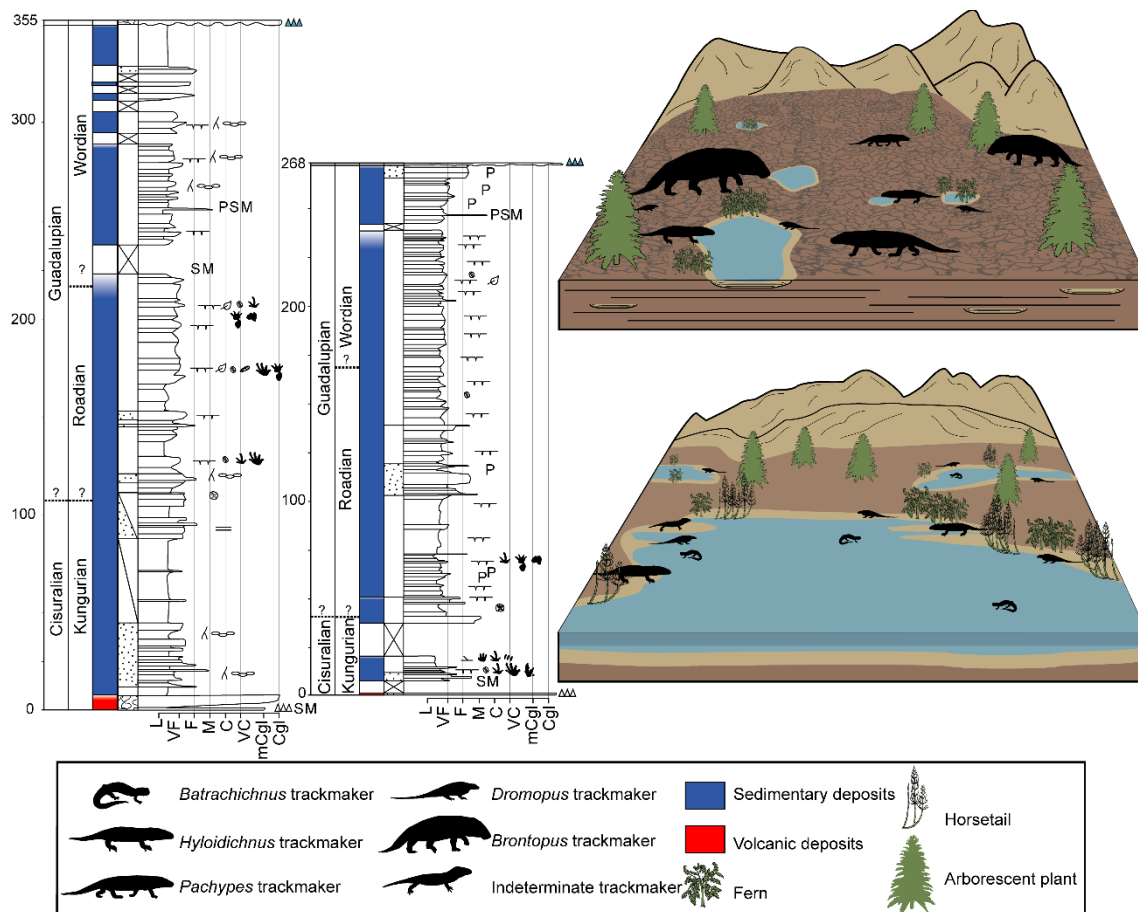 355
300
200
100
0
Guadalupian
Wordian
?
Roadian
? ?
Cisuralian
Kungurian
PSM
SM
SM
L
VF
F
M
C
VC
mCgl
Cgl
268
200
100
0
Guadalupian
Wordian
?
Roadian
? ?
Cisuralian
Kungurian
P
P
P
PSM
P
P
P
SM
L
VF
F
M
C
VC
mCgl
Cgl
Batrachichnus trackmaker
Dromopus trackmaker
Sedimentary deposits
Horsetail
Hyloidichnus trackmaker
Brontopus trackmaker
Volcanic deposits
Pachypes trackmaker
Indeterminate trackmaker
Fern
Arborescent plant